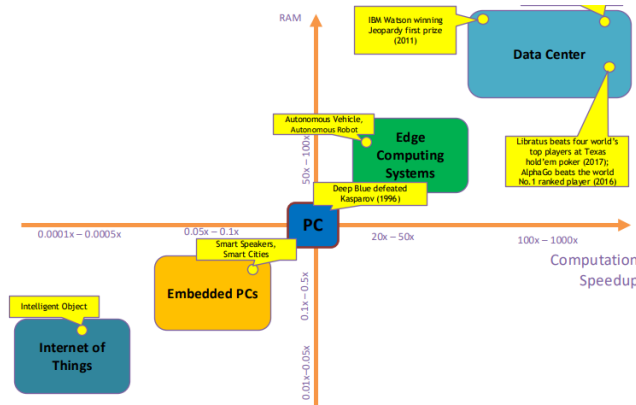 RAM
IBM Watson winning
Jeopardy first prize
(2011)
Data Center
Autonomous Vehicle,
Autonomous Robot
Edge
Computing
Systems
50x – 100x
Libratus beats four world's
top players at Texas
hold'em poker (2017);
AlphaGo beats the world
No.1 ranked player (2016)
Deep Blue defeated
Kasparov (1996)
PC
0.0001x – 0.0005x
0.05x – 0.1x
20x – 50x
100x – 1000x
Smart Speakers,
Smart Cities
Computation
Speedup
Embedded PCs
0.1x – 0.5x
Intelligent Object
Internet of
Things
0.01x–0.05x